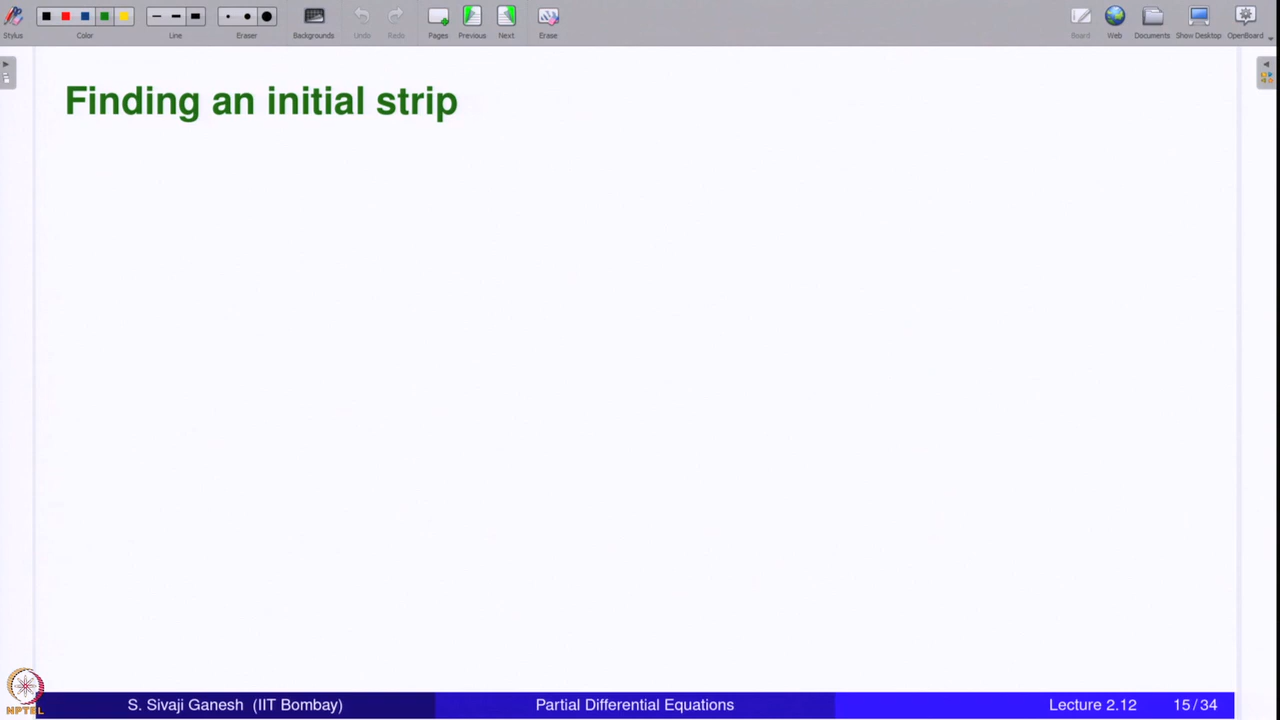 Stylus Color Line Eraser Backgrounds Undo Redo Pages Previous Next Erase Board Web Documents Show Desktop OpenBoard
Finding an initial strip
NPTEL
S. Sivaji Ganesh (IIT Bombay) Partial Differential Equations Lecture 2.12 15/34